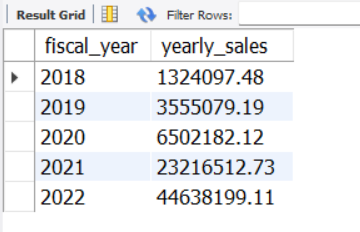 Result Grid Filter Rows:
fiscal_year yearly_sales
2018 1324097.48
2019 3555079.19
2020 6502182.12
2021 23216512.73
2022 44638199.11